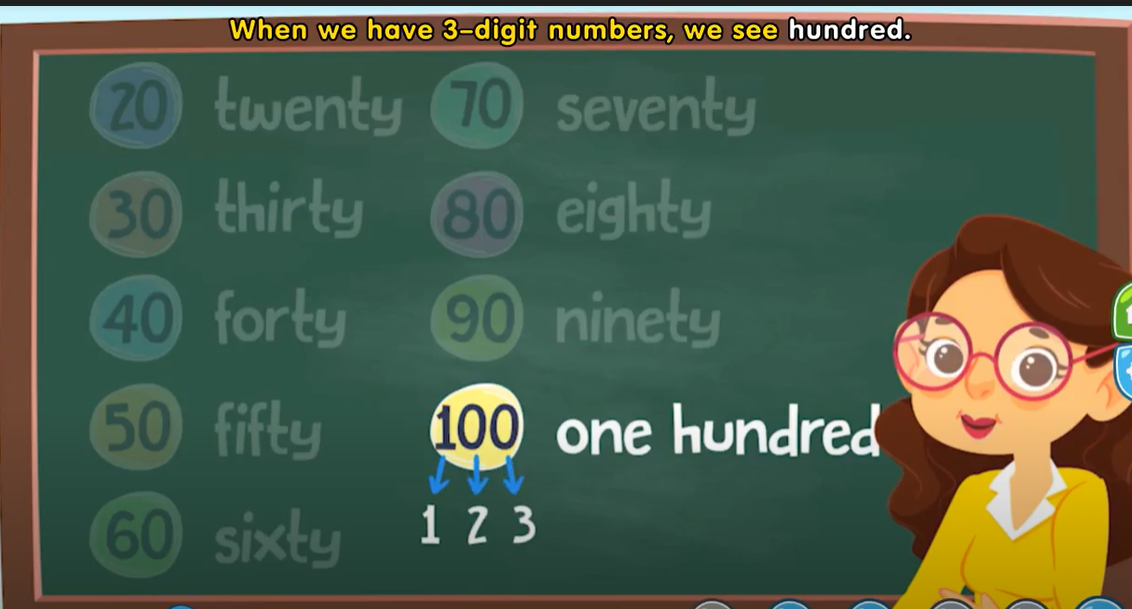 When we have 3-digit numbers, we see hundred.
20 twenty
30 thirty
40 forty
50 fifty
60 sixty
70 seventy
80 eighty
90 ninety
100 one hundred
1 2 3